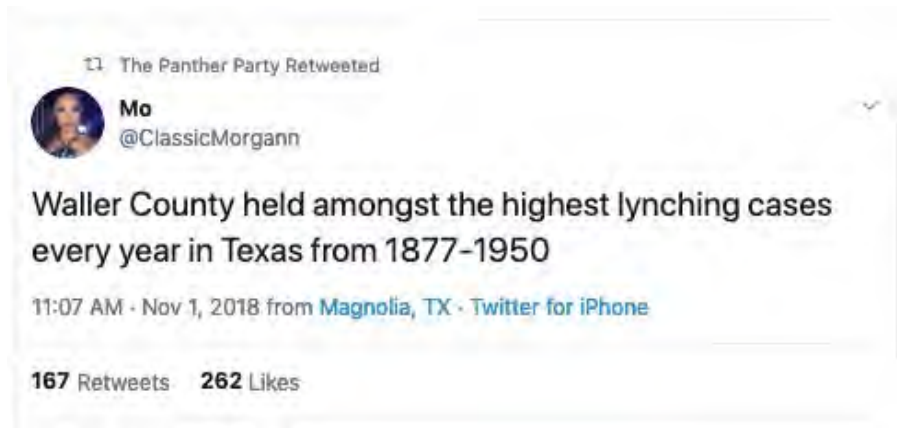 The Panther Party Retweeted
Mo
@ClassicMorgann
Waller County held amongst the highest lynching cases
every year in Texas from 1877-1950
11:07 AM · Nov 1, 2018 from Magnolia, TX · Twitter for iPhone
167 Retweets 262 Likes